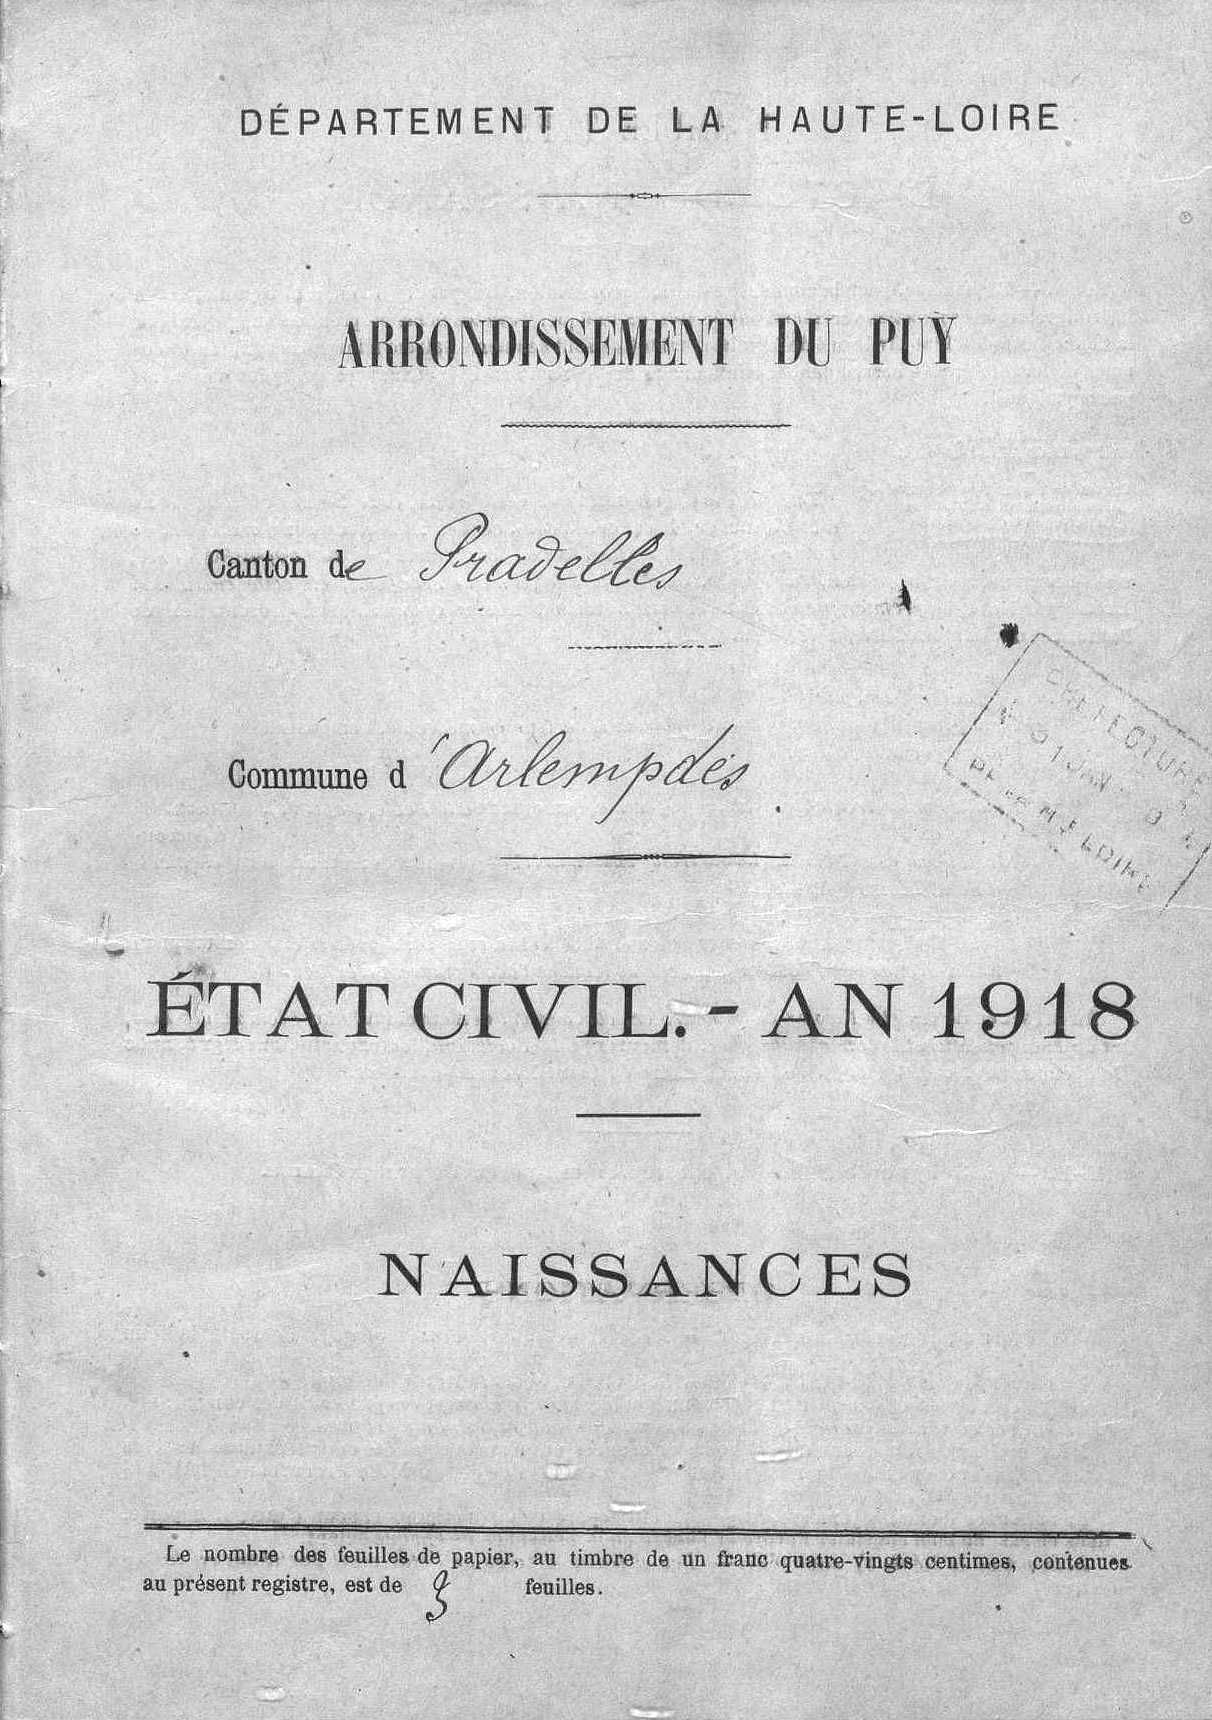 DÉPARTEMENT DE LA HAUTE-LOIRE
ARRONDISSEMENT DU PUY
Canton de Pradelles
Commune d'Arlempdes
PREFECTURE
ÉTAT CIVIL. - AN 1918
NAISSANCES
Le nombre des feuilles de papier, au timbre de un franc quatre-vingts centimes, contenues
au présent registre, est de 3 feuilles.